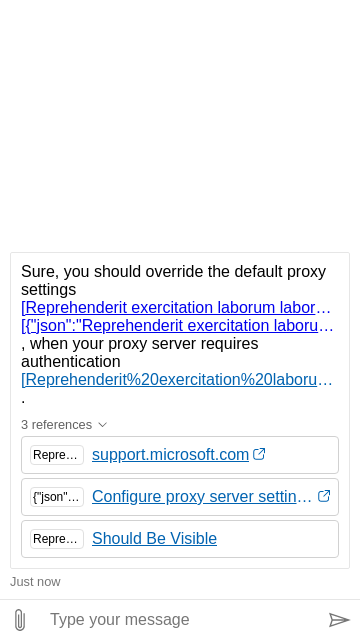 Sure, you should override the default proxy
settings
[Reprehenderit exercitation laborum labor…
[{"json":"Reprehenderit exercitation laboru…
, when your proxy server requires
authentication
[Reprehenderit%20exercitation%20laboru…
.
3 references
Repre… support.microsoft.com
{"json"… Configure proxy server settin…
Repre… Should Be Visible
Just now
Type your message